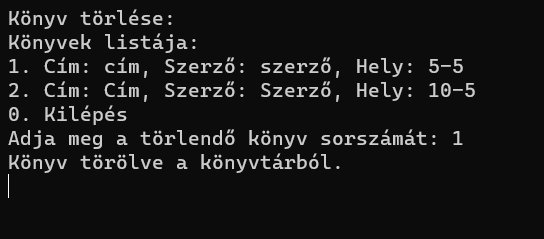 Könyv törlése:
Könyvek listája:
1. Cím: cím, Szerző: szerző, Hely: 5-5
2. Cím: Cím, Szerző: Szerző, Hely: 10-5
0. Kilépés
Adja meg a törlendő könyv sorszámát: 1
Könyv törölve a könyvtárból.